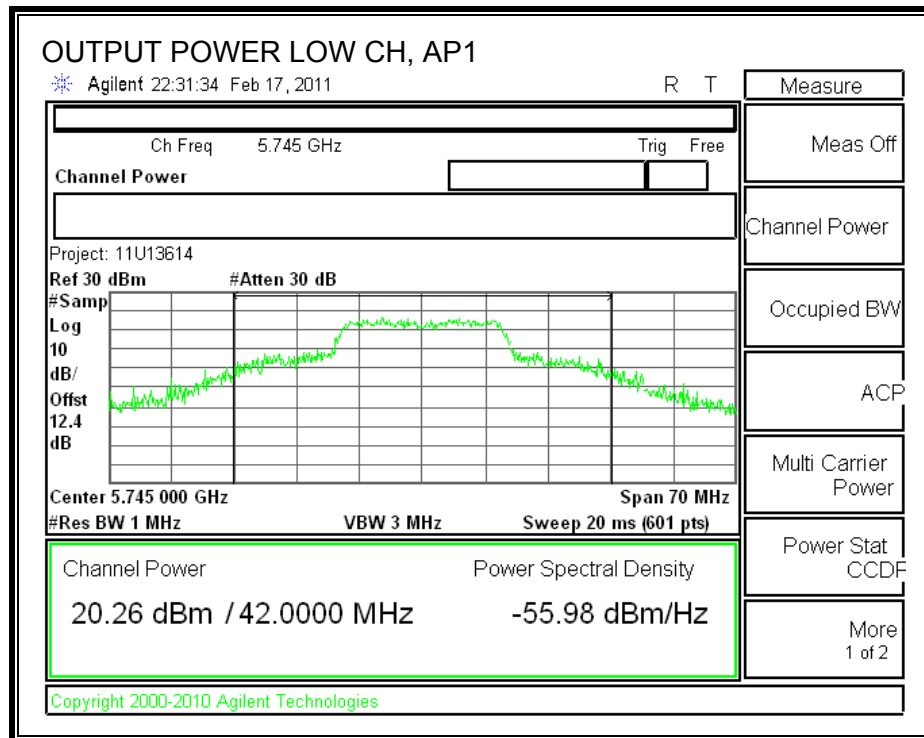 OUTPUT POWER LOW CH, AP1
Agilent 22:31:34 Feb 17, 2011 R T
Ch Freq 5.745 GHz Trig Free
Channel Power
Project: 11U13614
Ref 30 dBm #Atten 30 dB
#Samp
Log
10
dB/
Offst
12.4
dB
Center 5.745 000 GHz Span 70 MHz
#Res BW 1 MHz VBW 3 MHz Sweep 20 ms (601 pts)
Channel Power Power Spectral Density
20.26 dBm / 42.0000 MHz -55.98 dBm/Hz
Copyright 2000-2010 Agilent Technologies
Measure
Meas Off
Channel Power
Occupied BW
ACP
Multi Carrier
Power
Power Stat
CCDF
More
1 of 2